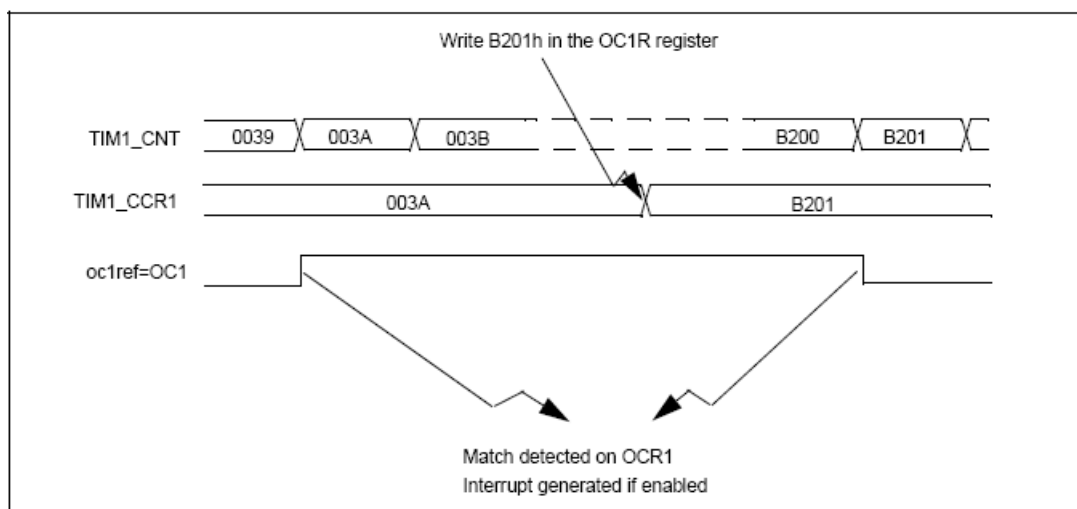 Write B201h in the OC1R register
TIM1_CNT 0039 003A 003B B200 B201
TIM1_CCR1 003A B201
oc1ref=OC1
Match detected on OCR1
Interrupt generated if enabled